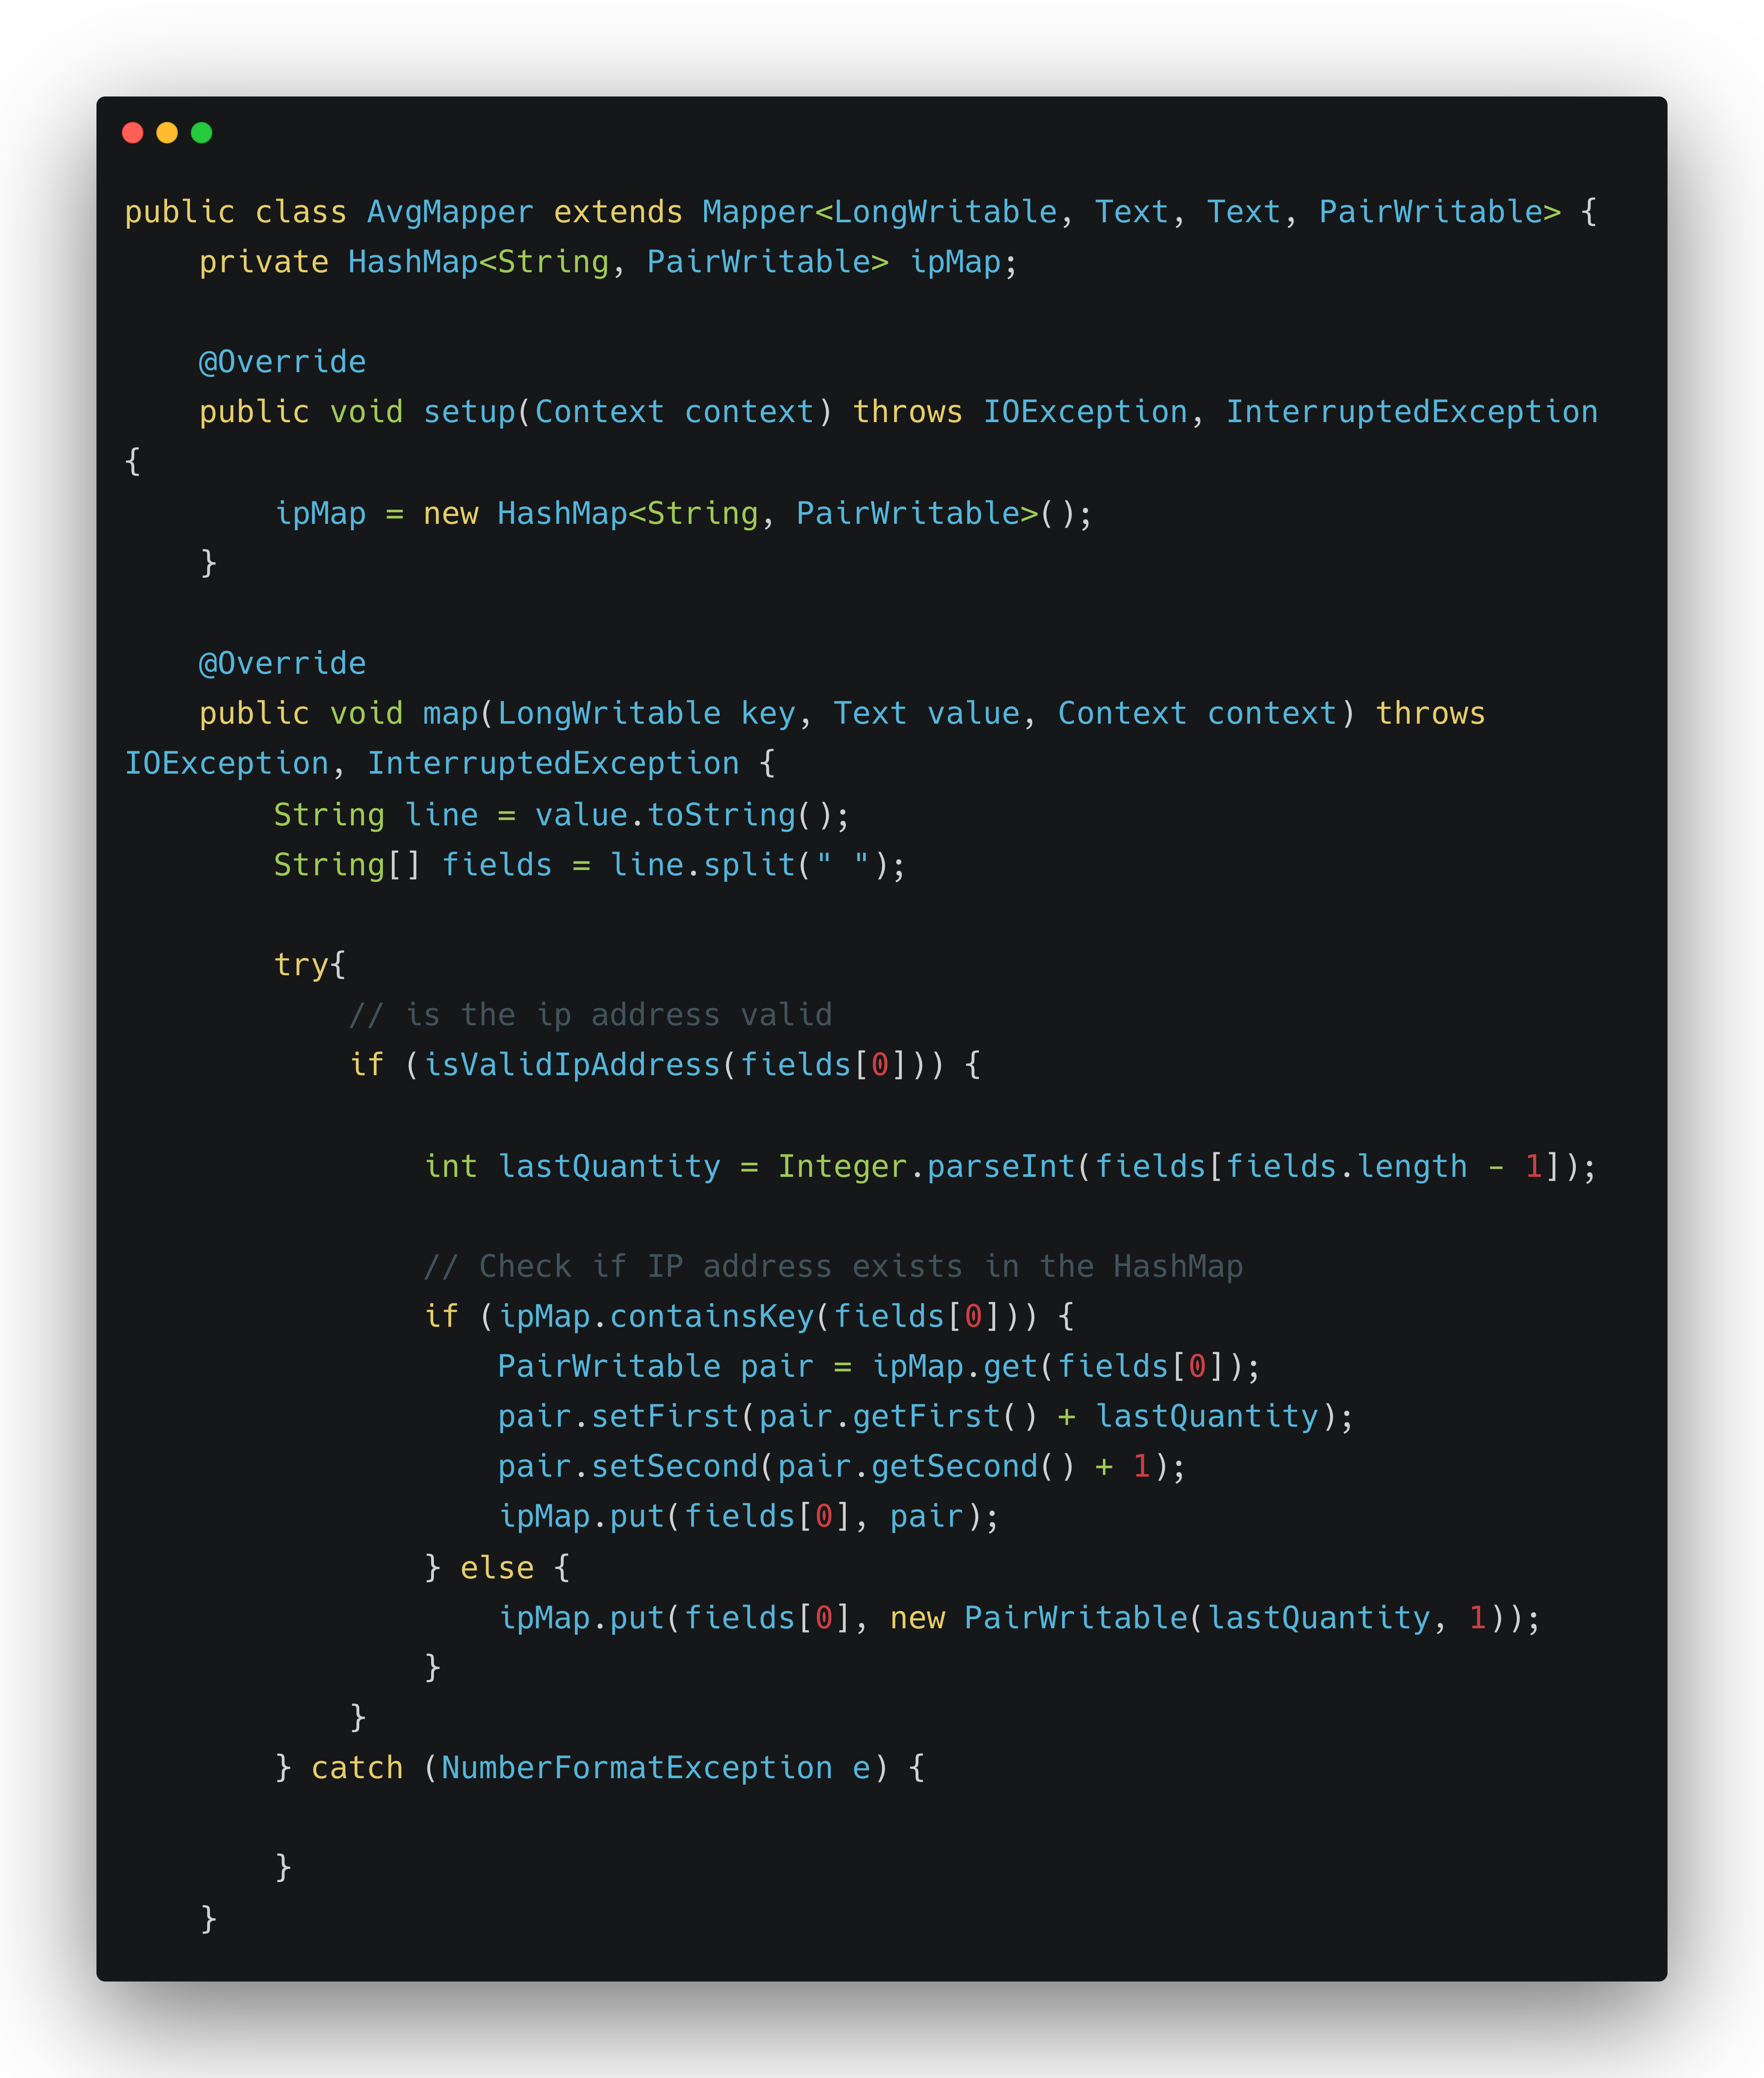 public class AvgMapper extends Mapper<LongWritable, Text, Text, PairWritable> {
    private HashMap<String, PairWritable> ipMap;

    @Override
    public void setup(Context context) throws IOException, InterruptedException
{
        ipMap = new HashMap<String, PairWritable>();
    }

    @Override
    public void map(LongWritable key, Text value, Context context) throws
IOException, InterruptedException {
        String line = value.toString();
        String[] fields = line.split(" ");

        try{
            // is the ip address valid
            if (isValidIpAddress(fields[0])) {

                int lastQuantity = Integer.parseInt(fields[fields.length - 1]);

                // Check if IP address exists in the HashMap
                if (ipMap.containsKey(fields[0])) {
                    PairWritable pair = ipMap.get(fields[0]);
                    pair.setFirst(pair.getFirst() + lastQuantity);
                    pair.setSecond(pair.getSecond() + 1);
                    ipMap.put(fields[0], pair);
                } else {
                    ipMap.put(fields[0], new PairWritable(lastQuantity, 1));
                }
            }
        } catch (NumberFormatException e) {

        }
    }